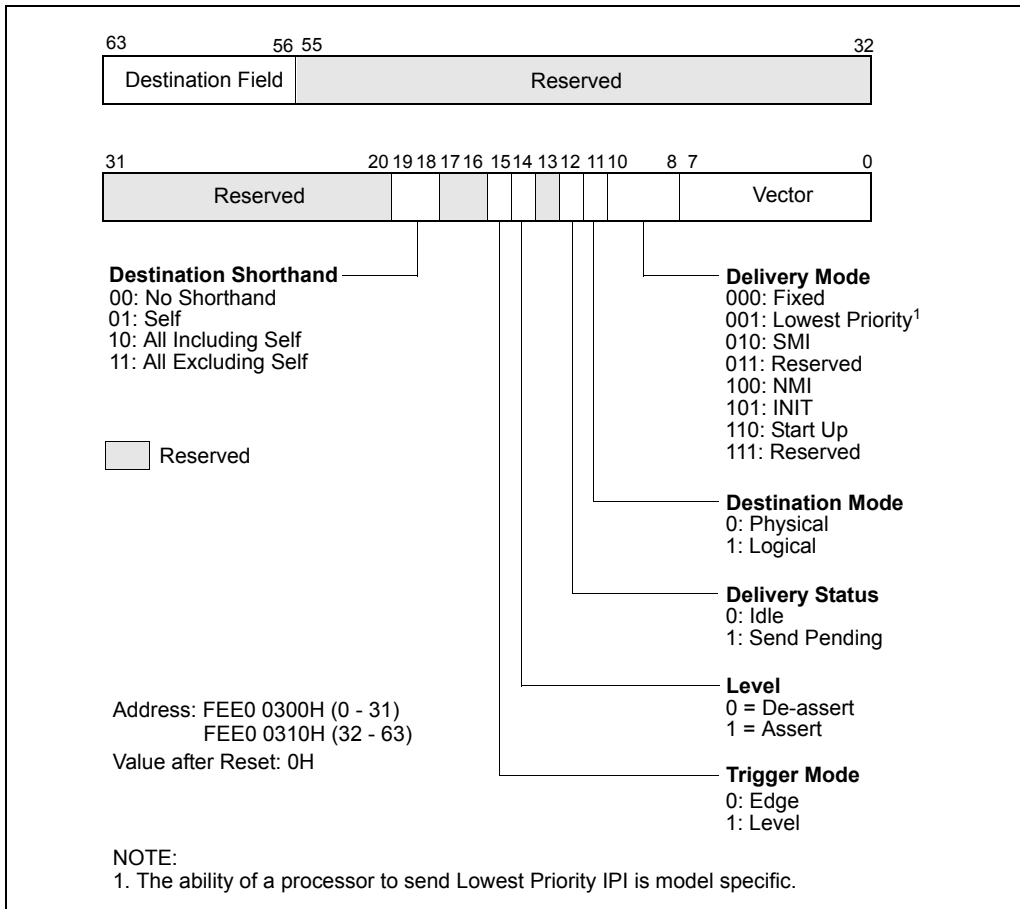 63 56 55 32
Destination Field Reserved
31 20 19 18 17 16 15 14 13 12 11 10 8 7 0
Reserved Vector
Destination Shorthand
00: No Shorthand
01: Self
10: All Including Self
11: All Excluding Self
Reserved
Delivery Mode
000: Fixed
001: Lowest Priority¹
010: SMI
011: Reserved
100: NMI
101: INIT
110: Start Up
111: Reserved
Destination Mode
0: Physical
1: Logical
Delivery Status
0: Idle
1: Send Pending
Level
0 = De-assert
1 = Assert
Trigger Mode
0: Edge
1: Level
Address: FEE0 0300H (0 - 31)
FEE0 0310H (32 - 63)
Value after Reset: 0H
NOTE:
1. The ability of a processor to send Lowest Priority IPI is model specific.